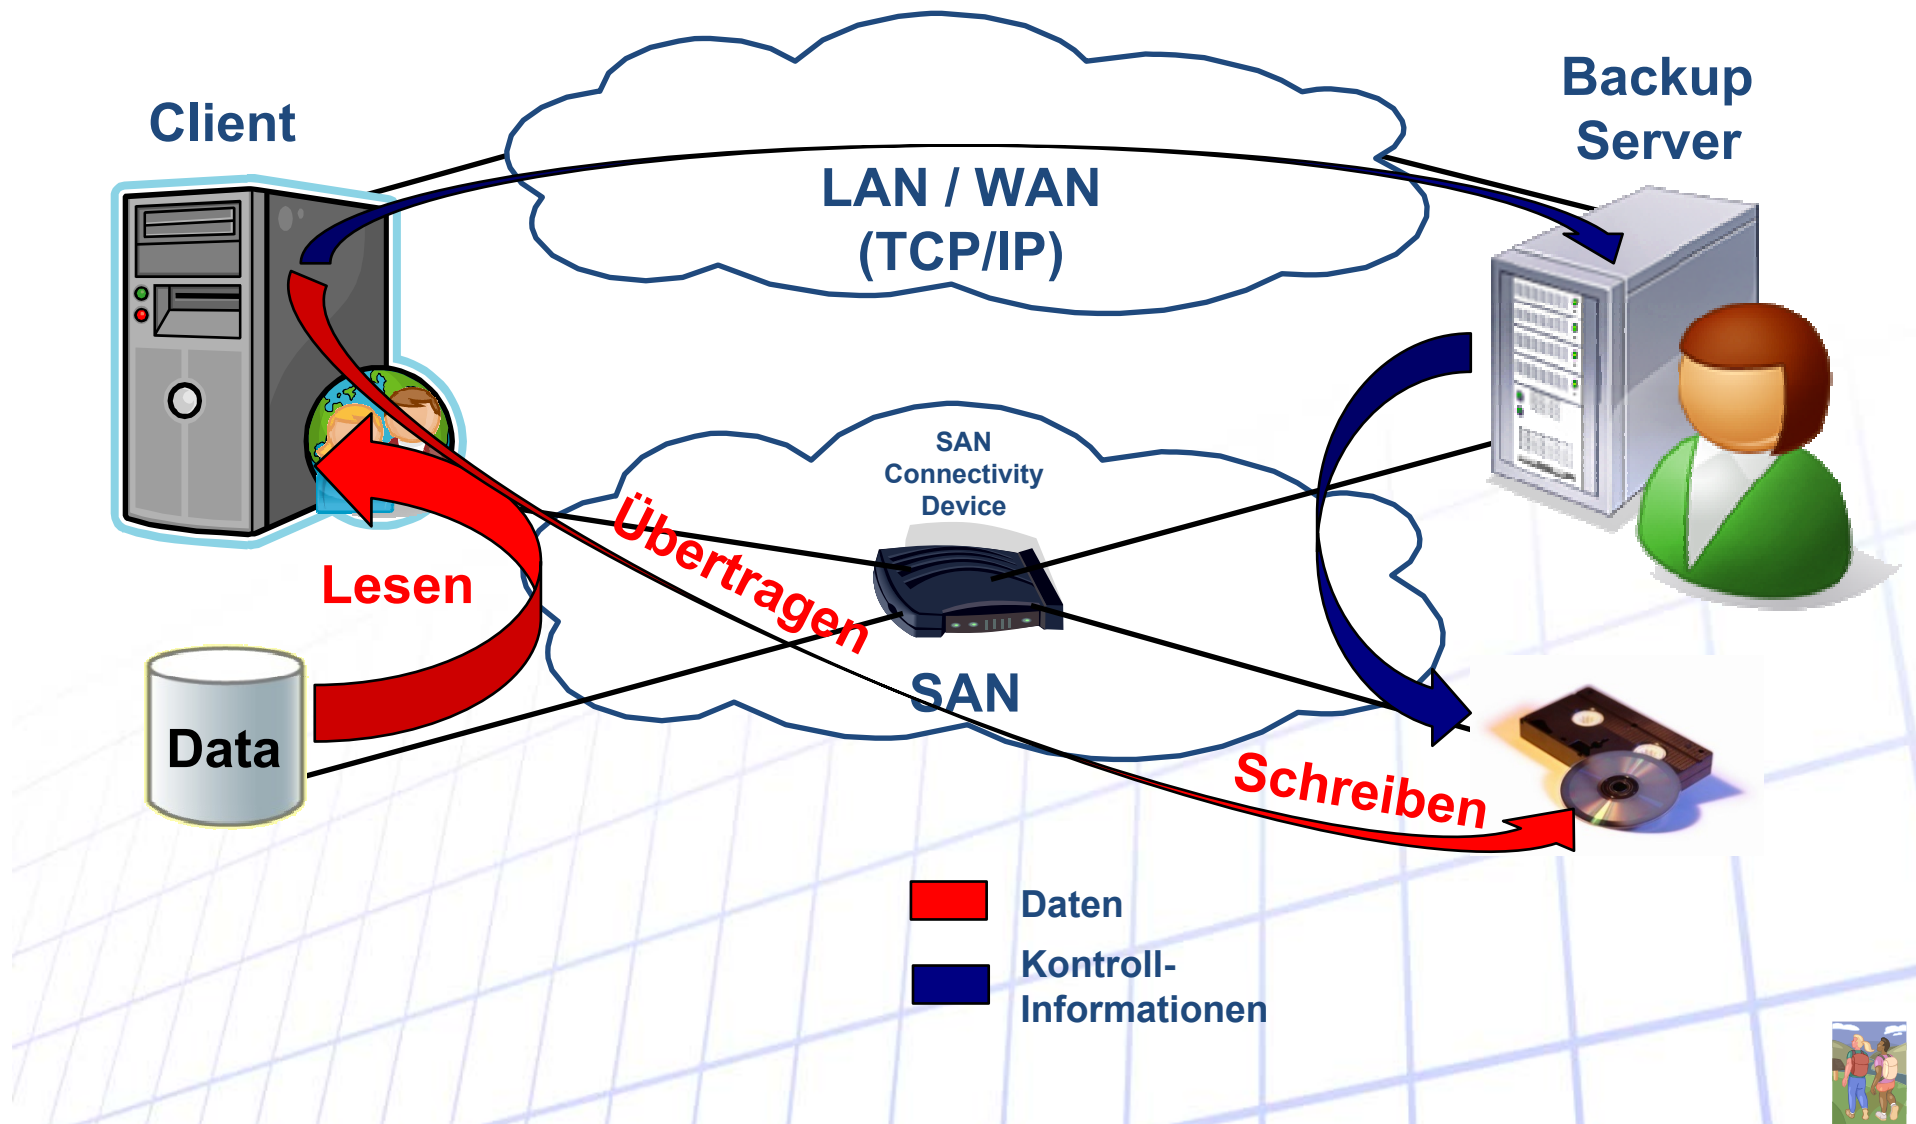 Client
Backup
Server
LAN / WAN
(TCP/IP)
SAN
Connectivity
Device
Übertragen
Lesen
SAN
Data
Schreiben
Daten
Kontroll-
Informationen